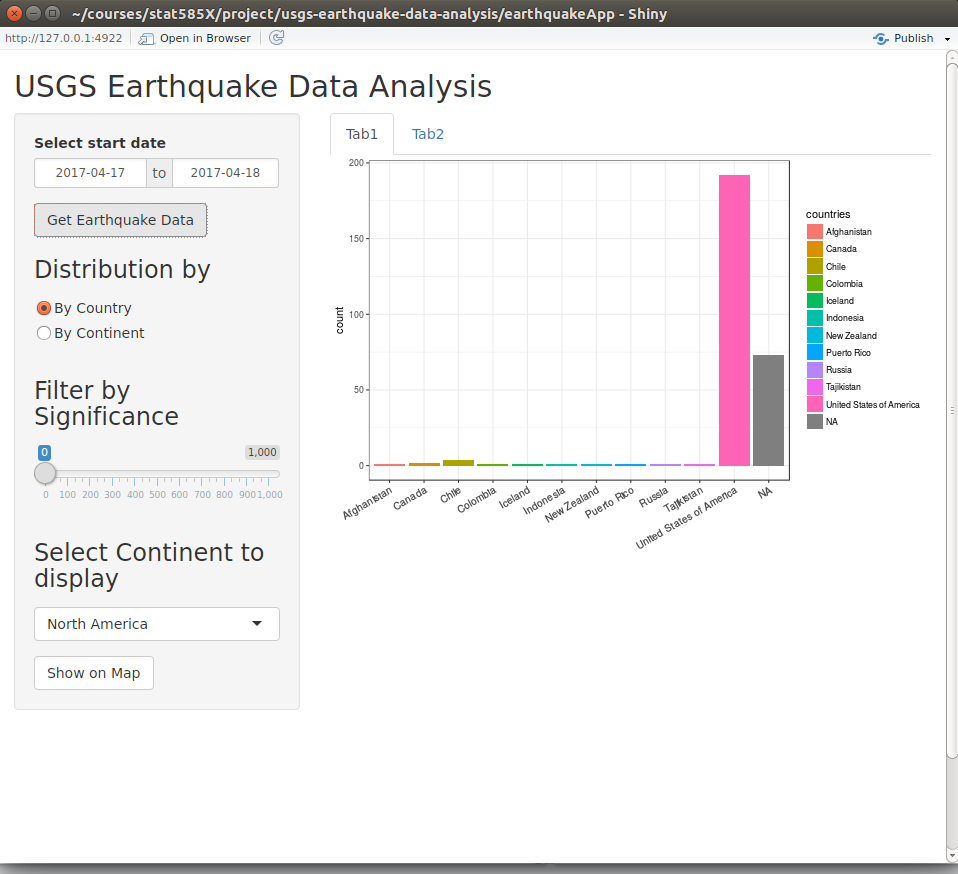 ~/courses/stat585X/project/usgs-earthquake-data-analysis/earthquakeApp - Shiny
http://127.0.0.1:4922 Open in Browser Publish
USGS Earthquake Data Analysis
Select start date
2017-04-17 to 2017-04-18
Get Earthquake Data
Distribution by
By Country
By Continent
Filter by
Significance
0 1,000
0 100 200 300 400 500 600 700 800 900 1,000
Select Continent to
display
North America
Show on Map
Tab1 Tab2
200
150
100
50
0
count
Afghanistan
Canada
Chile
Colombia
Iceland
Indonesia
New Zealand
Puerto Rico
Russia
Tajikistan
United States of America
NA
countries
Afghanistan
Canada
Chile
Colombia
Iceland
Indonesia
New Zealand
Puerto Rico
Russia
Tajikistan
United States of America
NA